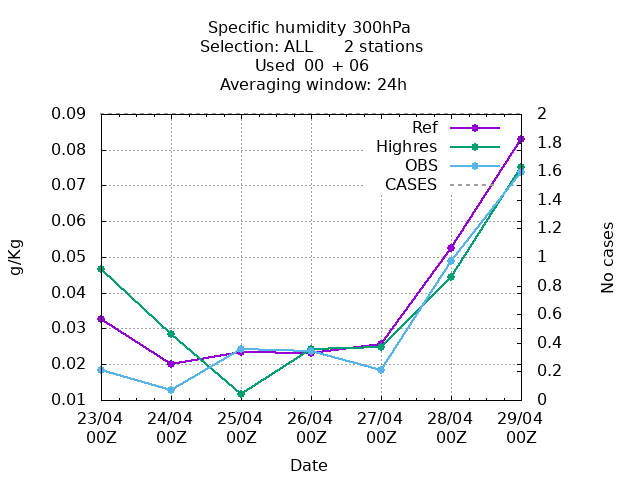 Specific humidity 300hPa
Selection: ALL 2 stations
Used 00 + 06
Averaging window: 24h
0.09
0.08
0.07
0.06
0.05
0.04
0.03
0.02
0.01
g/Kg
2
1.8
1.6
1.4
1.2
1
0.8
0.6
0.4
0.2
0
No cases
Ref
Highres
OBS
CASES
23/04 24/04 25/04 26/04 27/04 28/04 29/04
00Z 00Z 00Z 00Z 00Z 00Z 00Z
Date